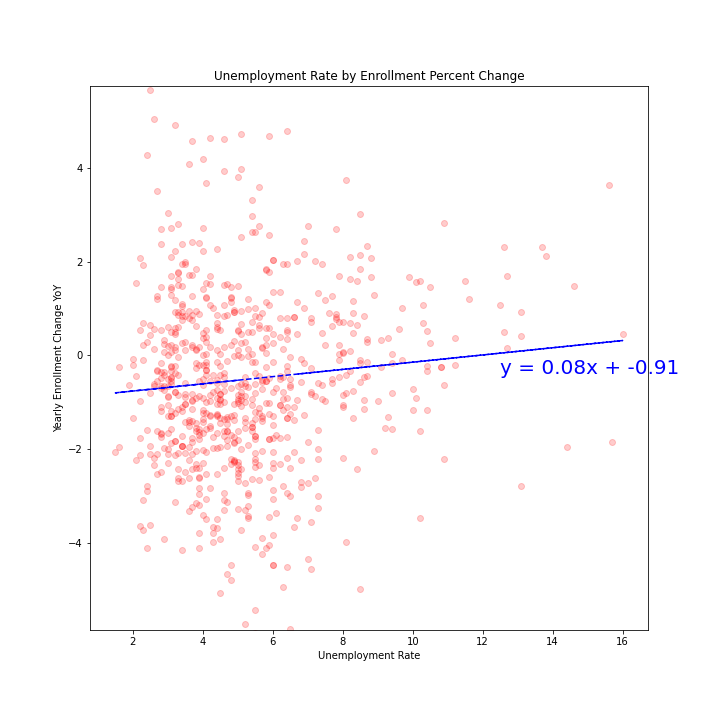 Unemployment Rate by Enrollment Percent Change
Yearly Enrollment Change YoY
4
2
0
−2
−4
y = 0.08x + -0.91
2 4 6 8 10 12 14 16
Unemployment Rate